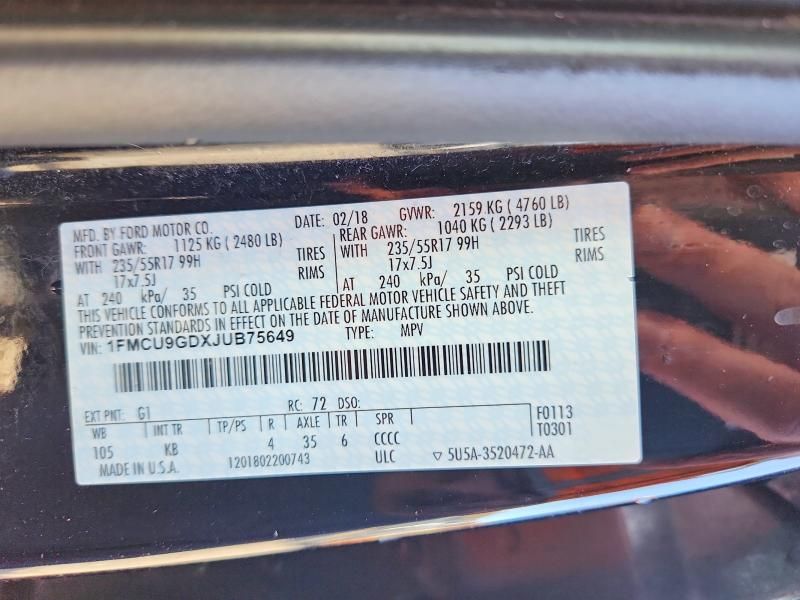 MFD. BY FORD MOTOR CO. DATE: 02/18 GVWR: 2159 KG ( 4760 LB)
FRONT GAWR: 1125 KG ( 2480 LB) REAR GAWR: 1040 KG ( 2293 LB)
WITH 235/55R17 99H TIRES WITH 235/55R17 99H TIRES
17x7.5J RIMS 17x7.5J RIMS
AT 240 kPa/ 35 PSI COLD AT 240 kPa/ 35 PSI COLD
THIS VEHICLE CONFORMS TO ALL APPLICABLE FEDERAL MOTOR VEHICLE SAFETY AND THEFT
PREVENTION STANDARDS IN EFFECT ON THE DATE OF MANUFACTURE SHOWN ABOVE.
VIN: 1FMCU9GDXJUB75649 TYPE: MPV
EXT PNT: G1 RC: 72 DSO: F0113
WB INT TR TP/PS R AXLE TR SPR T0301
105 KB 4 35 6 CCCC
MADE IN U.S.A. 1201802200743 ULC ▽ 5U5A-3520472-AA